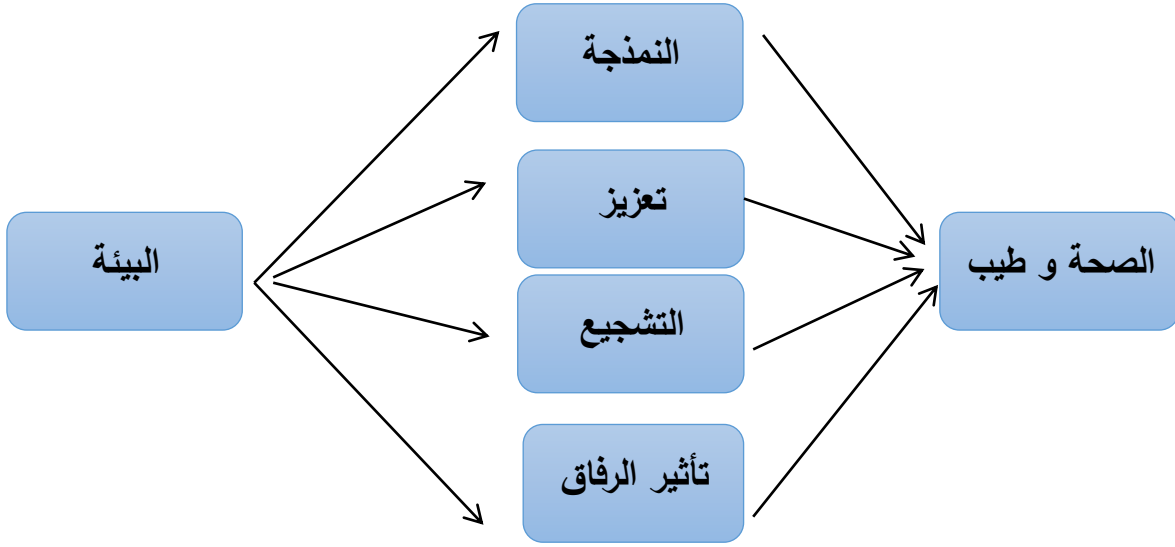 النمذجة
تعزيز
البيئة
الصحة و طيب
التشجيع
تأثير الرفاق